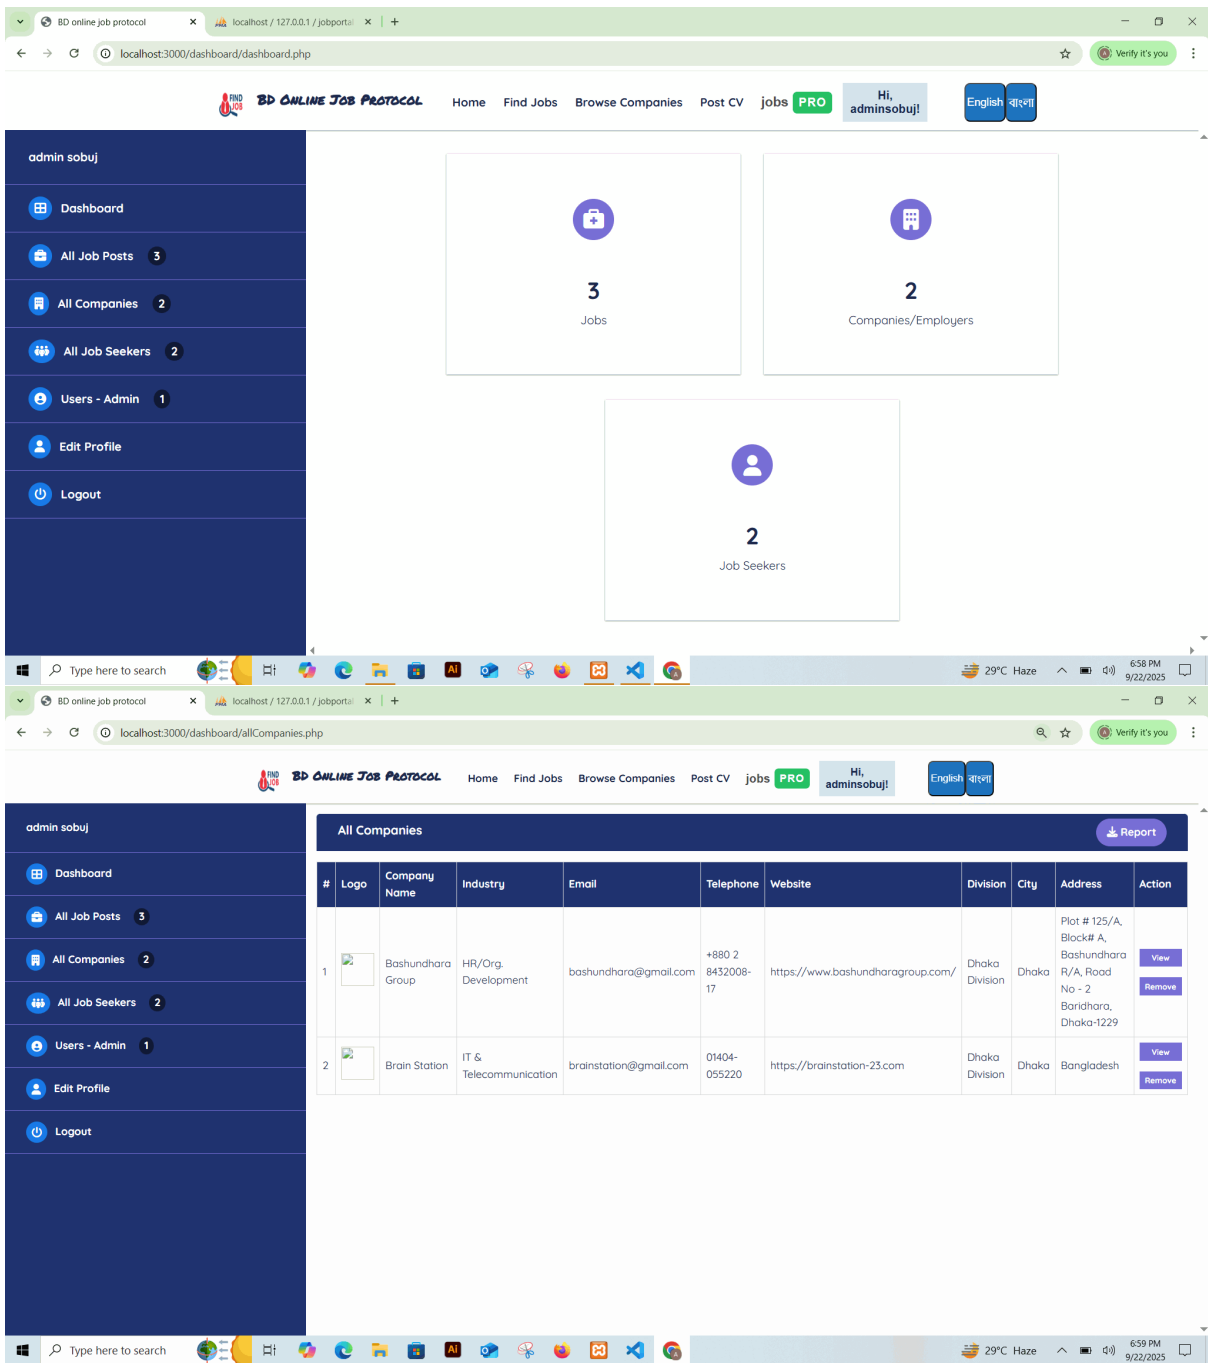 BD online job protocol
localhost / 127.0.0.1 / jobportal
localhost:3000/dashboard/dashboard.php
Verify it's you
FIND JOB
BD Online Job Protocol
Home Find Jobs Browse Companies Post CV jobs PRO
Hi,
adminsobuj!
English বাংলা
admin sobuj
Dashboard
All Job Posts 3
All Companies 2
All Job Seekers 2
Users - Admin 1
Edit Profile
Logout
3
Jobs
2
Companies/Employers
2
Job Seekers
Type here to search
Ai
29°C Haze
6:58 PM
9/22/2025
BD online job protocol
localhost / 127.0.0.1 / jobportal
localhost:3000/dashboard/allCompanies.php
Verify it's you
FIND JOB
BD Online Job Protocol
Home Find Jobs Browse Companies Post CV jobs PRO
Hi,
adminsobuj!
English বাংলা
admin sobuj
Dashboard
All Job Posts 3
All Companies 2
All Job Seekers 2
Users - Admin 1
Edit Profile
Logout
All Companies
Report
# Logo Company Name Industry Email Telephone Website Division City Address Action
1 Bashundhara Group HR/Org. Development bashundhara@gmail.com +880 2 8432008-17 https://www.bashundharagroup.com/ Dhaka Division Dhaka Plot # 125/A, Block# A, Bashundhara R/A, Road No - 2 Baridhara, Dhaka-1229 View Remove
2 Brain Station IT & Telecommunication brainstation@gmail.com 01404-055220 https://brainstation-23.com Dhaka Division Dhaka Bangladesh View Remove
Type here to search
Ai
29°C Haze
6:59 PM
9/22/2025